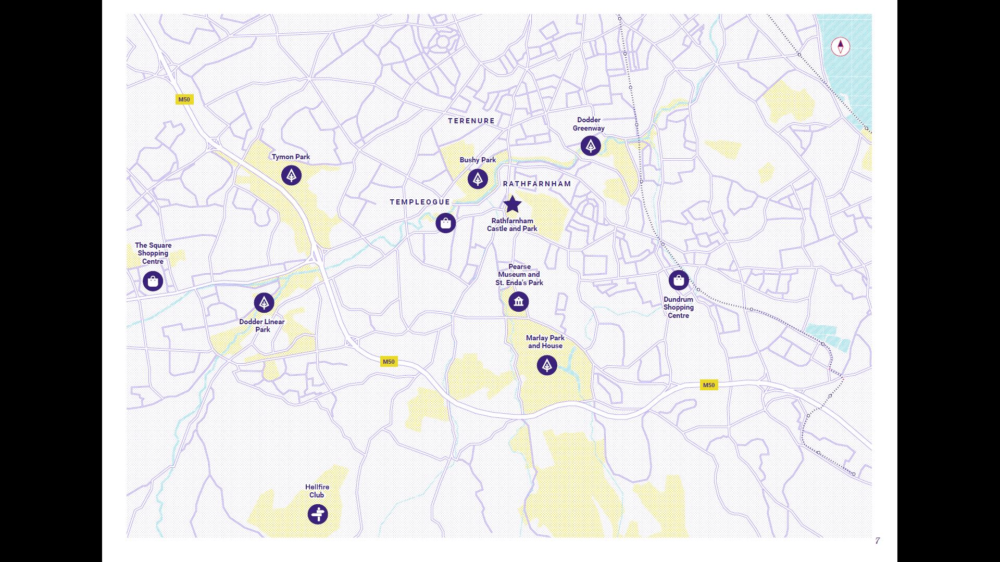 M50
TERENURE
Dodder
Greenway
Tymon Park
Bushy Park
RATHFARNHAM
TEMPLEOGUE
Rathfarnham
Castle and Park
The Square
Shopping
Centre
Pearse
Museum and
St. Enda's Park
Dundrum
Shopping
Centre
Dodder Linear
Park
Marlay Park
and House
M50
M50
Hellfire
Club
7